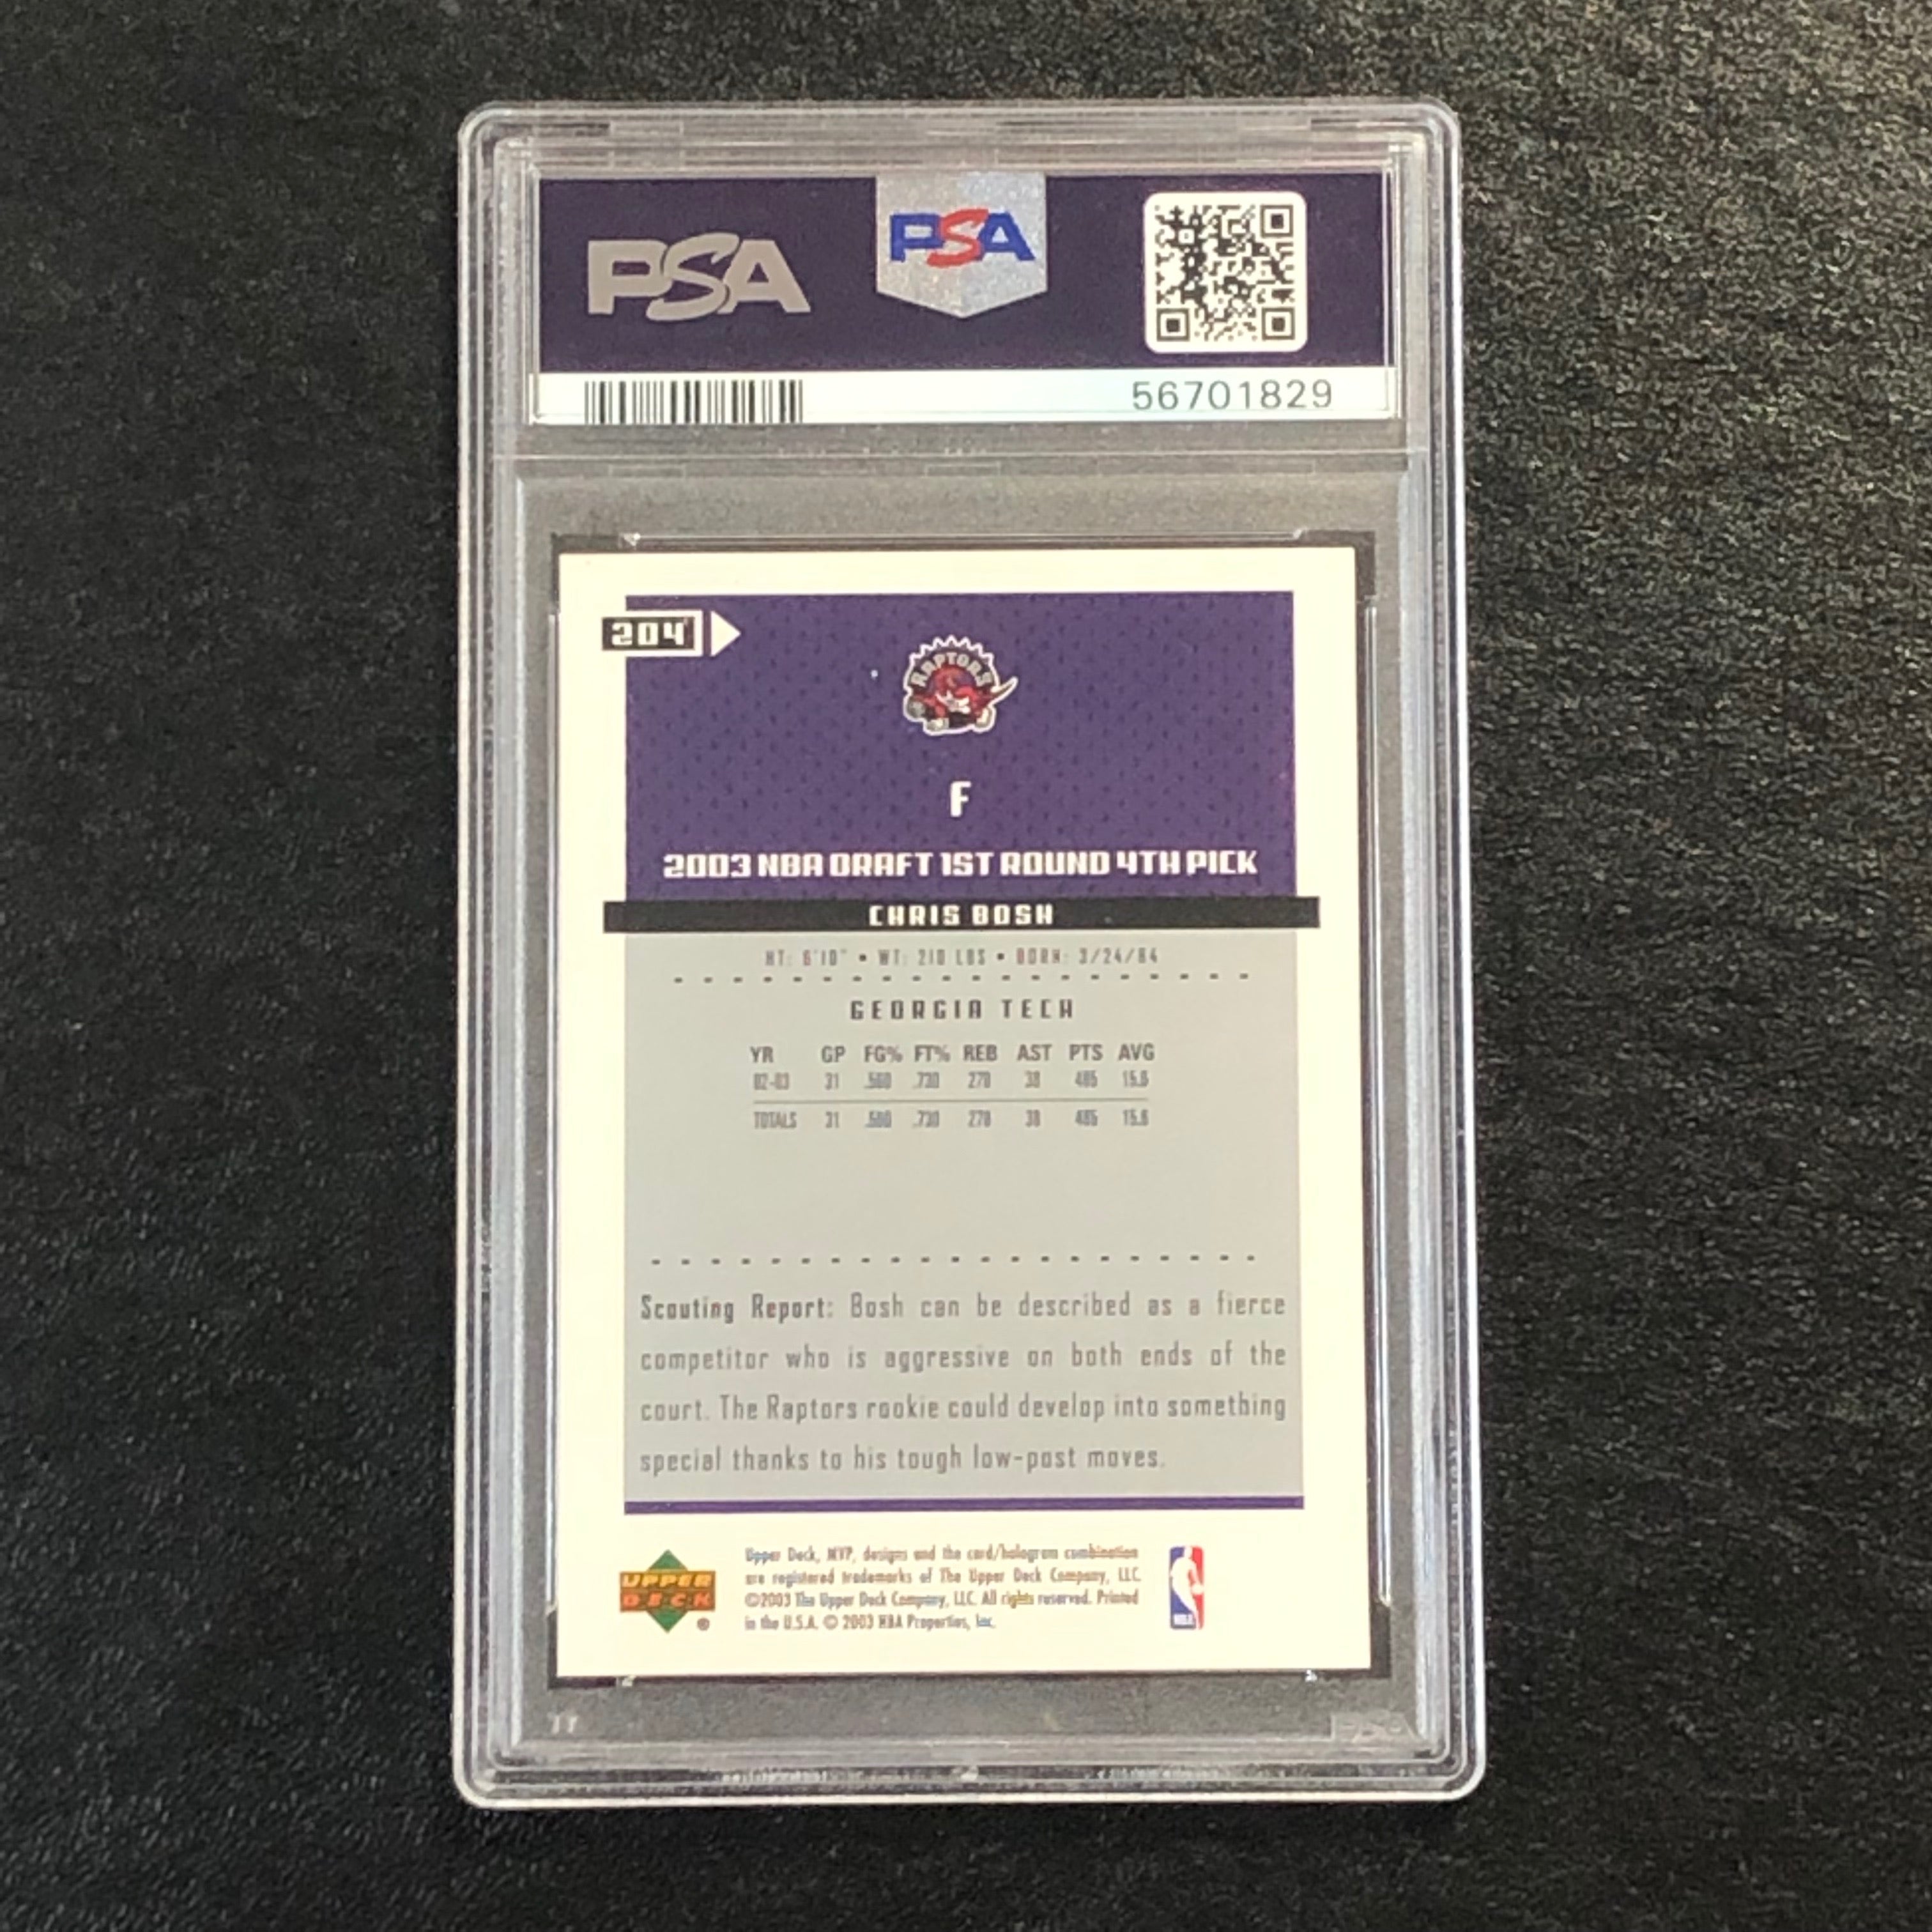 PSA
PSA
56701829
204
RAPTORS
F
2003 NBA DRAFT 1ST ROUND 4TH PICK
CHRIS BOSH
HT: 6'10" • WT: 210 LBS • BORN: 3/24/84
GEORGIA TECH
YR GP FG% FT% REB AST PTS AVG
02-03 31 .560 .730 278 38 485 15.6
TOTALS 31 .560 .730 278 38 485 15.6
Scouting Report: Bosh can be described as a fierce
competitor who is aggressive on both ends of the
court. The Raptors rookie could develop into something
special thanks to his tough low-post moves.
UPPER
DECK
®
Upper Deck, MVP, designs and the card/hologram combination
are registered trademarks of The Upper Deck Company, LLC.
©2003 The Upper Deck Company, LLC. All rights reserved. Printed
in the U.S.A. © 2003 NBA Properties, Inc.
NBA
PSA